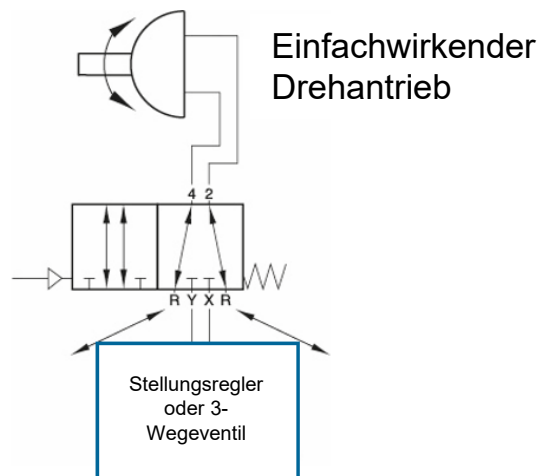 Einfachwirkender
Drehantrieb
4 2
R Y X R
Stellungsregler
oder 3-
Wegeventil